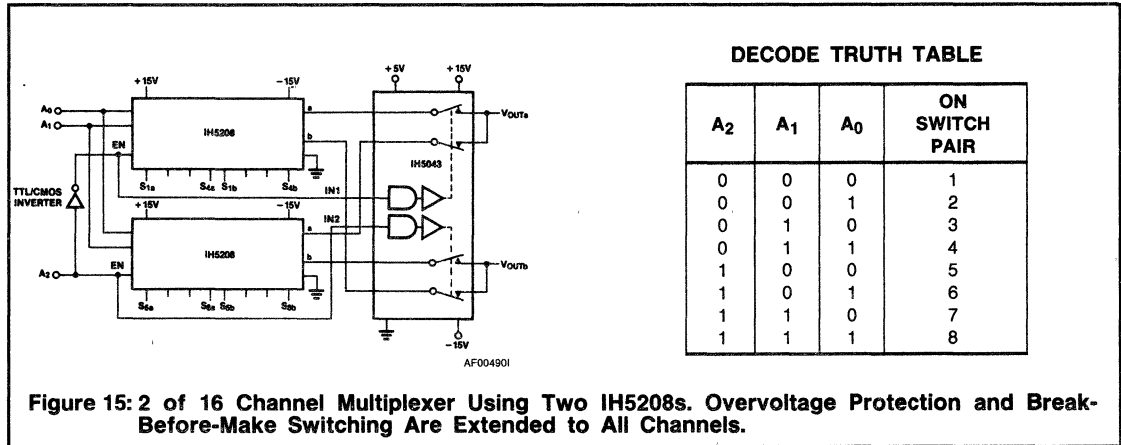 +15V
-15V
A0
A1
EN
IH5208
a
b
S1a
S4a
S1b
S4b
TTL/CMOS
INVERTER
+15V
-15V
IH5208
a
b
A2
EN
S5a
S8a
S5b
S8b
+5V
+15V
VOUTa
IH5043
IN1
IN2
VOUTb
-15V
AF00490I
DECODE TRUTH TABLE
A2 A1 A0 ON SWITCH PAIR
0 0 0 1
0 0 1 2
0 1 0 3
0 1 1 4
1 0 0 5
1 0 1 6
1 1 0 7
1 1 1 8
Figure 15: 2 of 16 Channel Multiplexer Using Two IH5208s. Overvoltage Protection and Break-
Before-Make Switching Are Extended to All Channels.